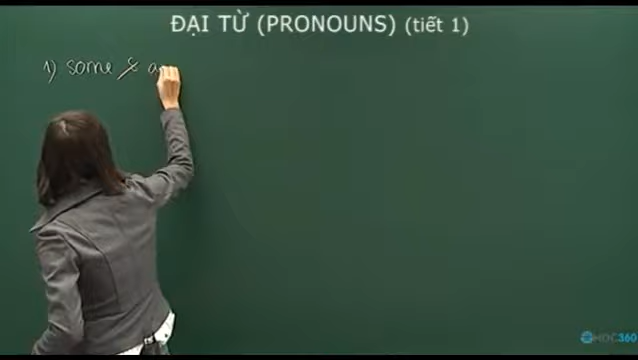 ĐẠI TỪ (PRONOUNS) (tiết 1)
1) some & a
HOC360